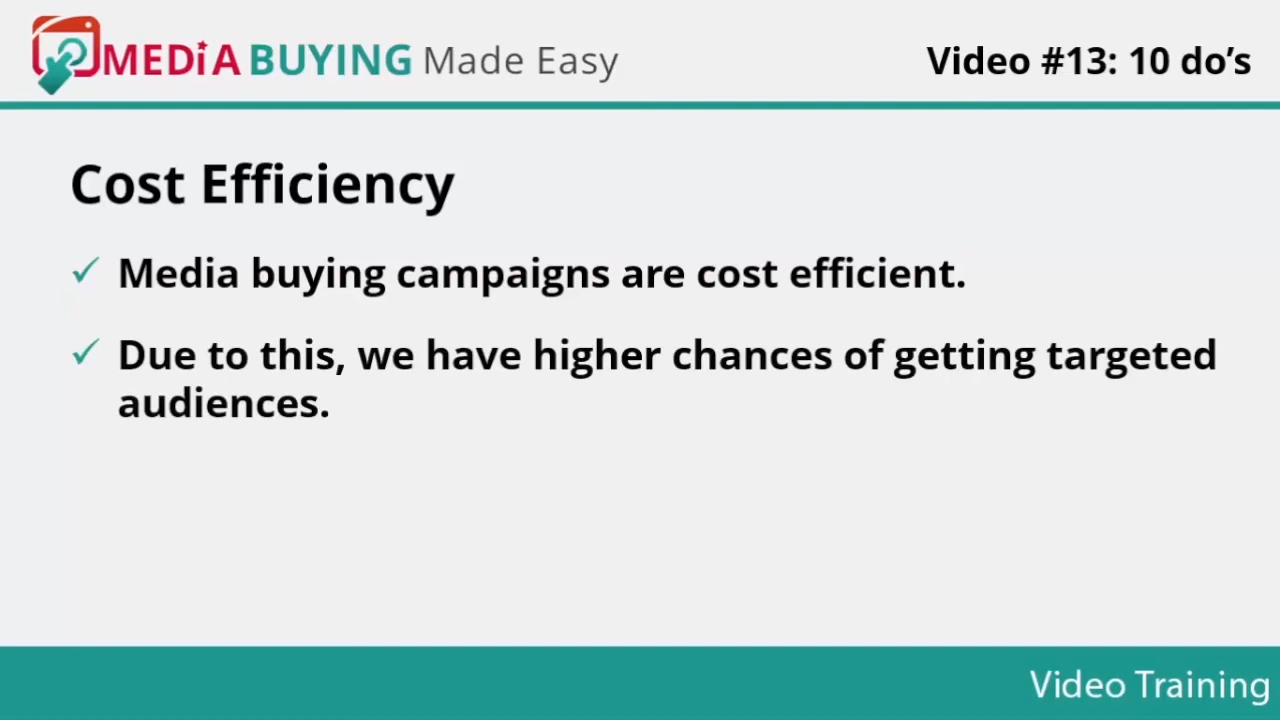 MEDiA BUYING Made Easy
Video #13: 10 do’s
Cost Efficiency
✓ Media buying campaigns are cost efficient.
✓ Due to this, we have higher chances of getting targeted
audiences.
Video Training